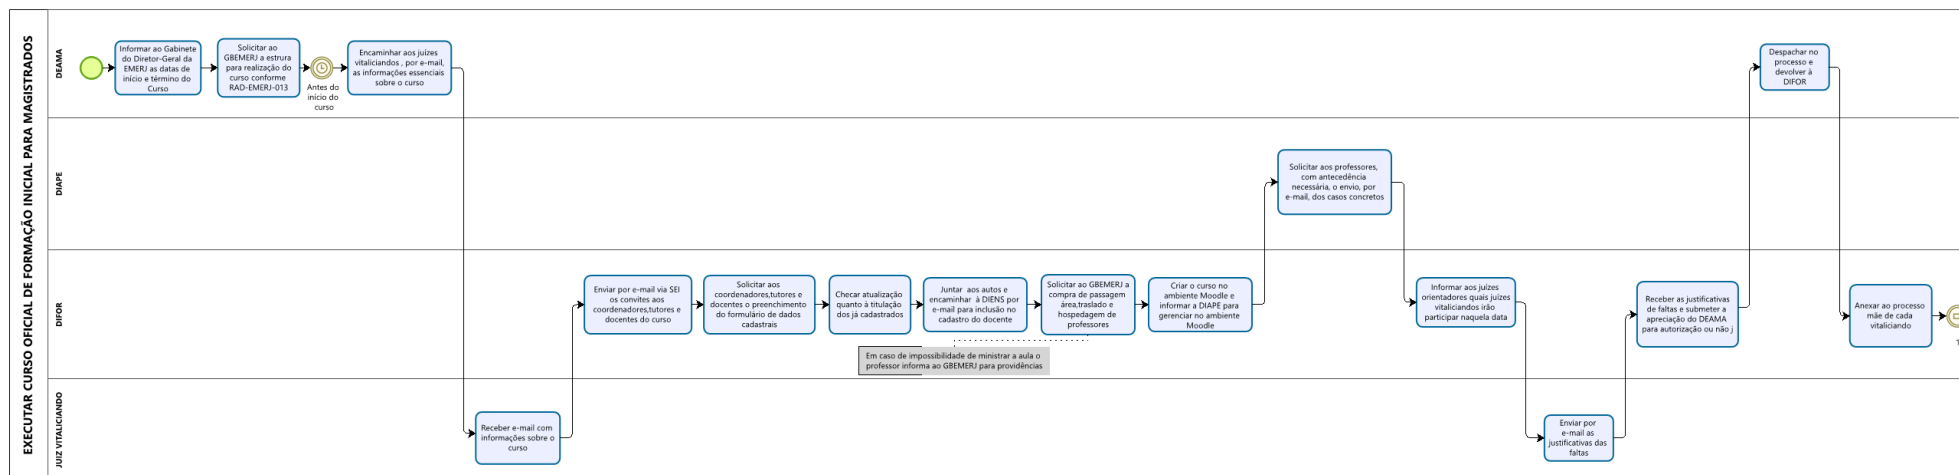 EXECUTAR CURSO OFICIAL DE FORMAÇÃO INICIAL PARA MAGISTRADOS
DEAMA
Informar ao Gabinete
do Diretor-Geral da
EMERJ as datas de
início e término do
Curso
Solicitar ao
GBEMERJ a estrura
para realização do
curso conforme
RAD-EMERJ-013
Antes do
início do
curso
Encaminhar aos juízes
vitaliciandos , por e-mail,
as informações essenciais
sobre o curso
Despachar no
processo e
devolver à
DIFOR
DIAPE
Solicitar aos professores,
com antecedência
necessária, o envio, por
e-mail, dos casos concretos
DIFOR
Enviar por e-mail via SEI
os convites aos
coordenadores,tutores e
docentes do curso
Solicitar aos
coordenadores,tutores e
docentes o preenchimento
do formulário de dados
cadastrais
Checar atualização
quanto à titulação
dos já cadastrados
Juntar aos autos e
encaminhar à DIENS por
e-mail para inclusão no
cadastro do docente
Solicitar ao GBEMERJ a
compra de passagem
área,traslado e
hospedagem de
professores
Criar o curso no
ambiente Moodle e
informar a DIAPE para
gerenciar no ambiente
Moodle
Informar aos juízes
orientadores quais juízes
vitaliciandos irão
participar naquela data
Receber as justificativas
de faltas e submeter a
apreciação do DEAMA
para autorização ou não j
Anexar ao processo
mãe de cada
vitaliciando
1
Em caso de impossibilidade de ministrar a aula o
professor informa ao GBEMERJ para providências
JUIZ VITALICIANDO
Receber e-mail com
informações sobre o
curso
Enviar por
e-mail as
justificativas das
faltas